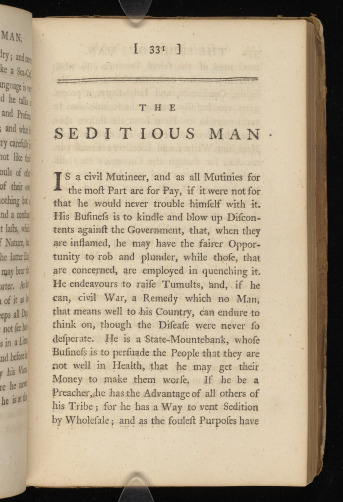 [ 331 ]
THE
SEDITIOUS MAN
IS a civil Mutineer, and as all Mutinies for
the moſt Part are for Pay, if it were not for
that he would never trouble himſelf with it.
His Buſineſs is to kindle and blow up Diſcon-
tents againſt the Government, that, when they
are inflamed, he may have the fairer Oppor-
tunity to rob and plunder, while thoſe, that
are concerned, are employed in quenching it.
He endeavours to raiſe Tumults, and, if he
can, civil War, a Remedy which no Man,
that means well to his Country, can endure to
think on, though the Diſeaſe were never ſo
deſperate. He is a State-Mountebank, whoſe
Buſineſs is to perſuade the People that they are
not well in Health, that he may get their
Money to make them worſe. If he be a
Preacher, he has the Advantage of all others of
his Tribe; for he has a Way to vent Sedition
by Wholeſale; and as the fouleſt Purpoſes have
MAN.